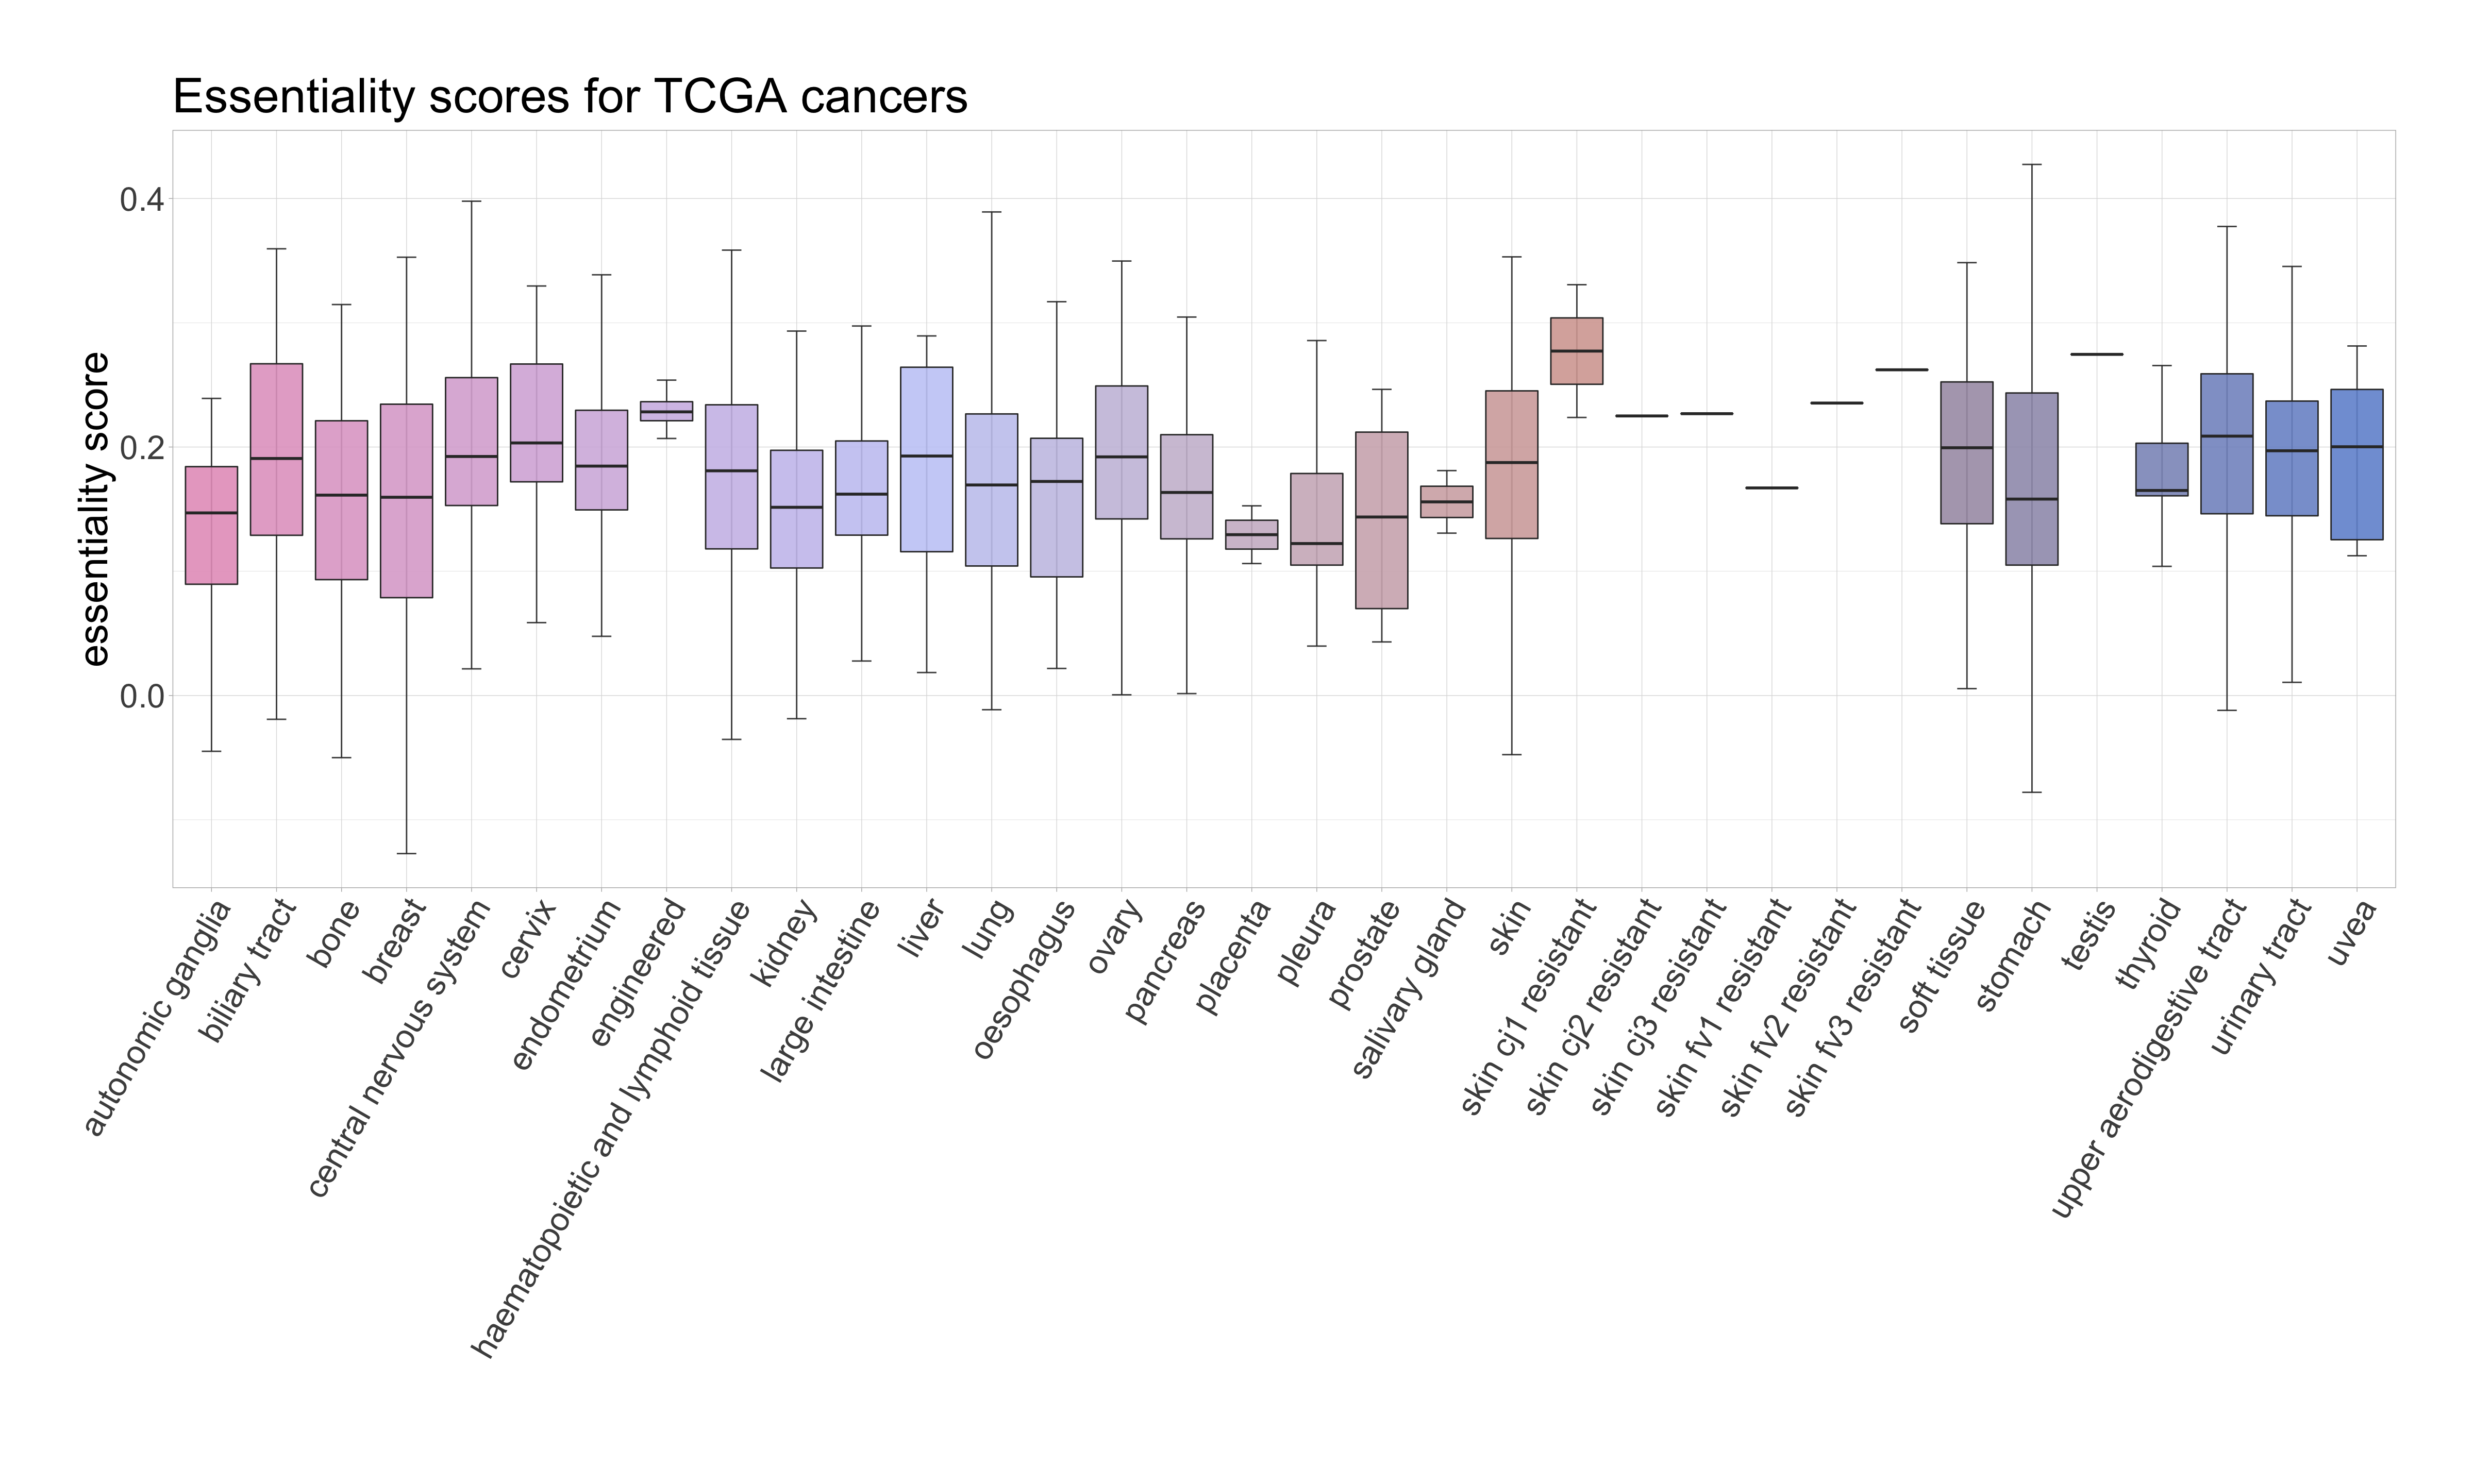 Essentiality scores for TCGA cancers
essentiality score
0.4
0.2
0.0
autonomic ganglia
biliary tract
bone
breast
central nervous system
cervix
endometrium
engineered
haematopoietic and lymphoid tissue
kidney
large intestine
liver
lung
oesophagus
ovary
pancreas
placenta
pleura
prostate
salivary gland
skin
skin cj1 resistant
skin cj2 resistant
skin cj3 resistant
skin fv1 resistant
skin fv2 resistant
skin fv3 resistant
soft tissue
stomach
testis
thyroid
upper aerodigestive tract
urinary tract
uvea